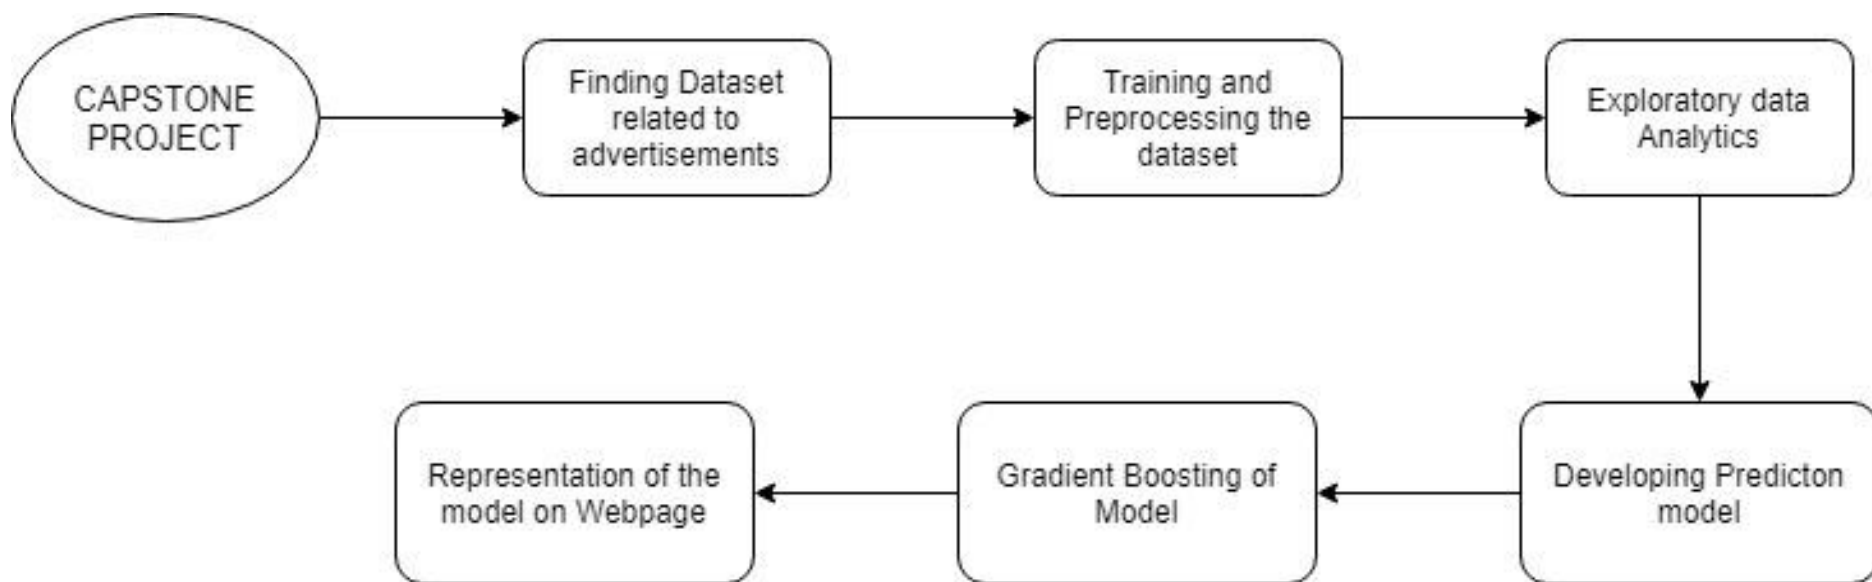 CAPSTONE
PROJECT
Finding Dataset
related to
advertisements
Training and
Preprocessing the
dataset
Exploratory data
Analytics
Developing Predicton
model
Gradient Boosting of
Model
Representation of the
model on Webpage